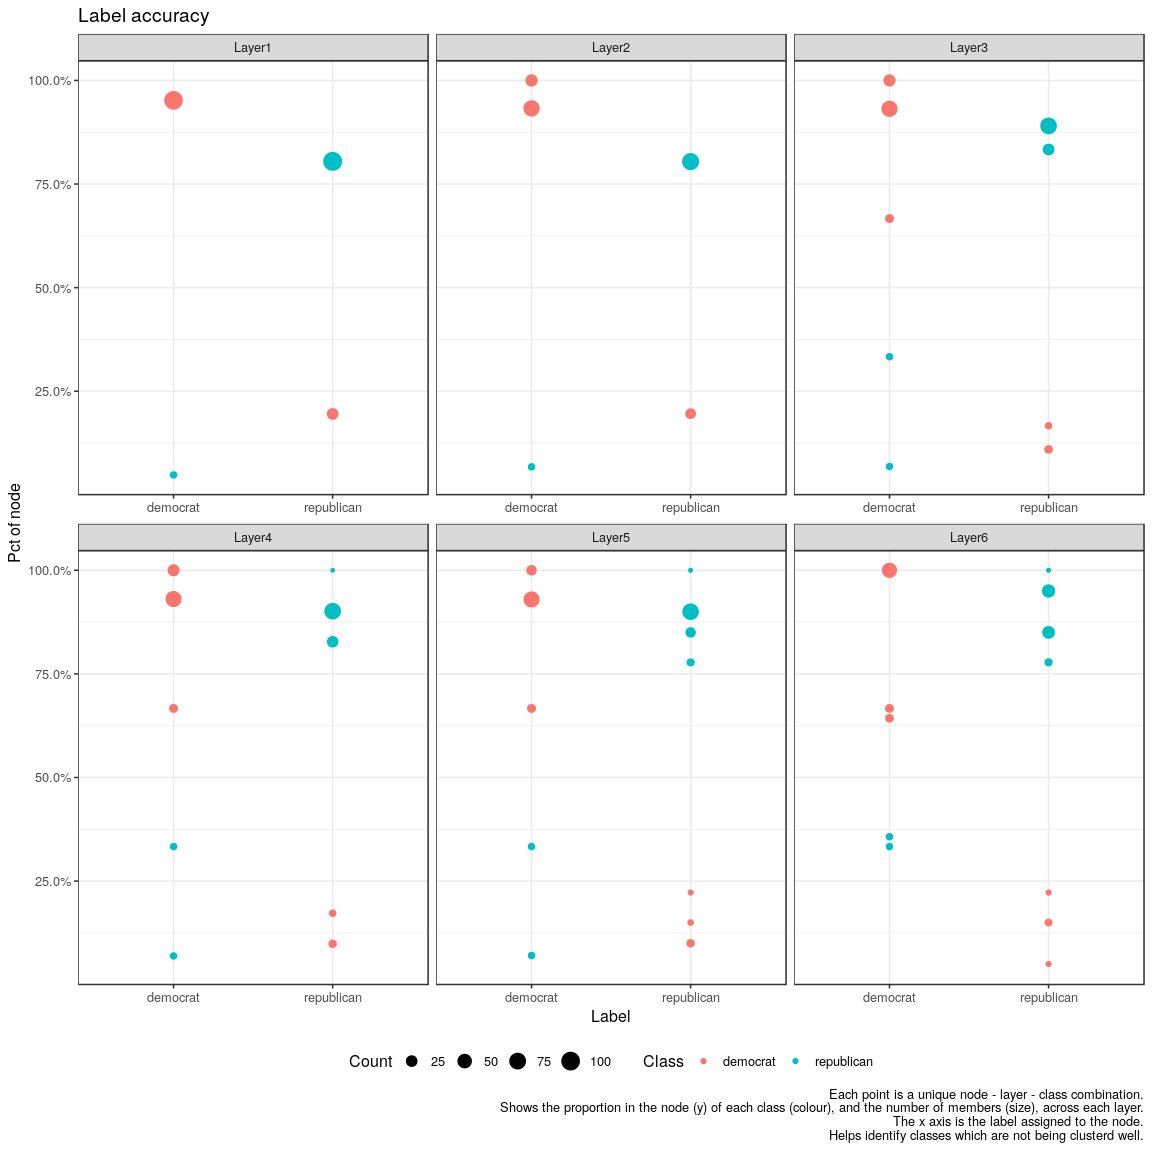 Label accuracy
Layer1 Layer2 Layer3
100.0%
75.0%
50.0%
25.0%
democrat republican democrat republican democrat republican
Layer4 Layer5 Layer6
100.0%
75.0%
50.0%
25.0%
democrat republican democrat republican democrat republican
Pct of node
Label
Count 25 50 75 100 Class democrat republican
Each point is a unique node - layer - class combination.
Shows the proportion in the node (y) of each class (colour), and the number of members (size), across each layer.
The x axis is the label assigned to the node.
Helps identify classes which are not being clusterd well.